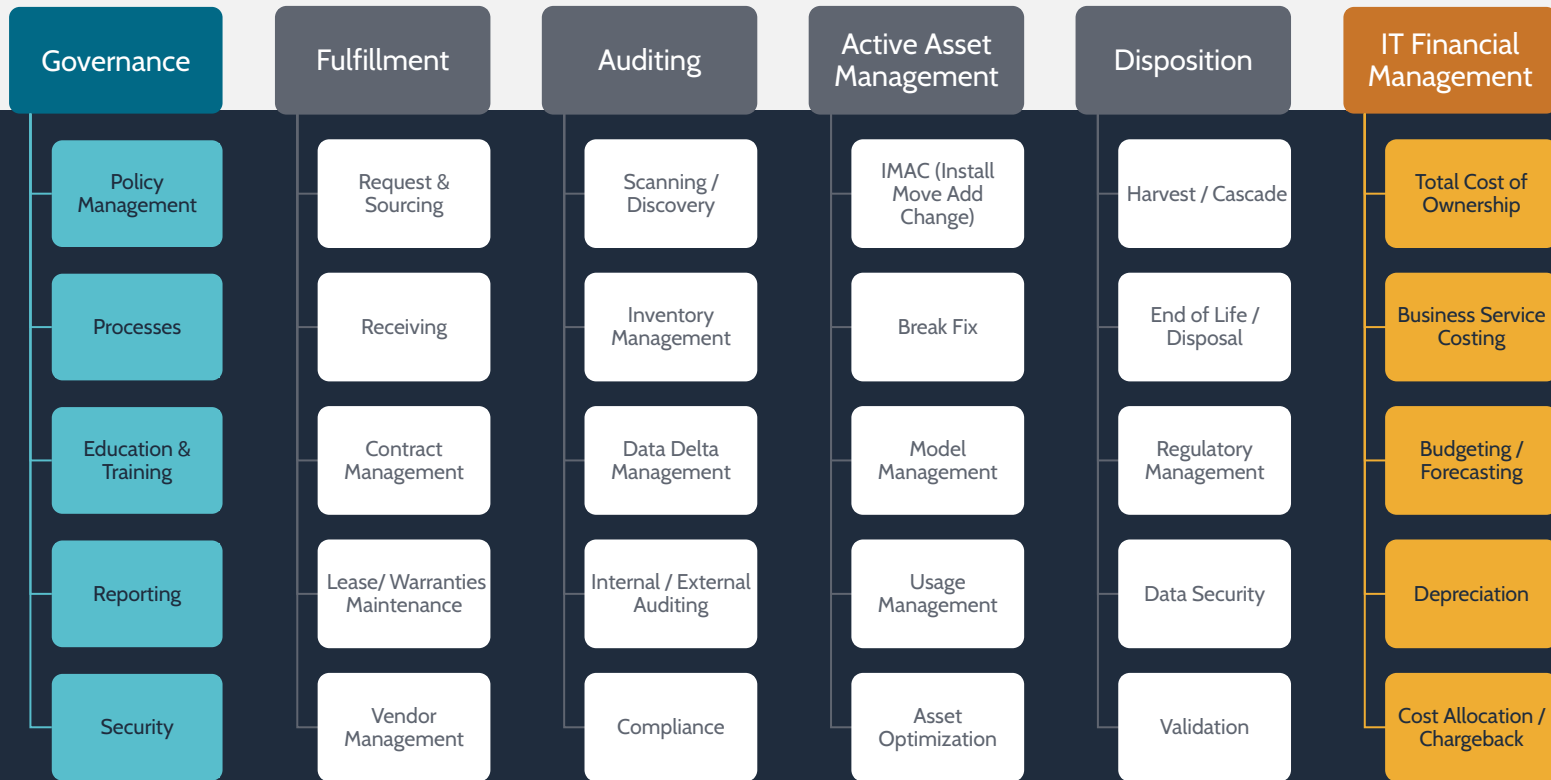 Governance
Policy
Management
Processes
Education &
Training
Reporting
Security
Fulfillment
Request &
Sourcing
Receiving
Contract
Management
Lease/ Warranties
Maintenance
Vendor
Management
Auditing
Scanning /
Discovery
Inventory
Management
Data Delta
Management
Internal / External
Auditing
Compliance
Active Asset
Management
IMAC (Install
Move Add
Change)
Break Fix
Model
Management
Usage
Management
Asset
Optimization
Disposition
Harvest / Cascade
End of Life /
Disposal
Regulatory
Management
Data Security
Validation
IT Financial
Management
Total Cost of
Ownership
Business Service
Costing
Budgeting /
Forecasting
Depreciation
Cost Allocation /
Chargeback